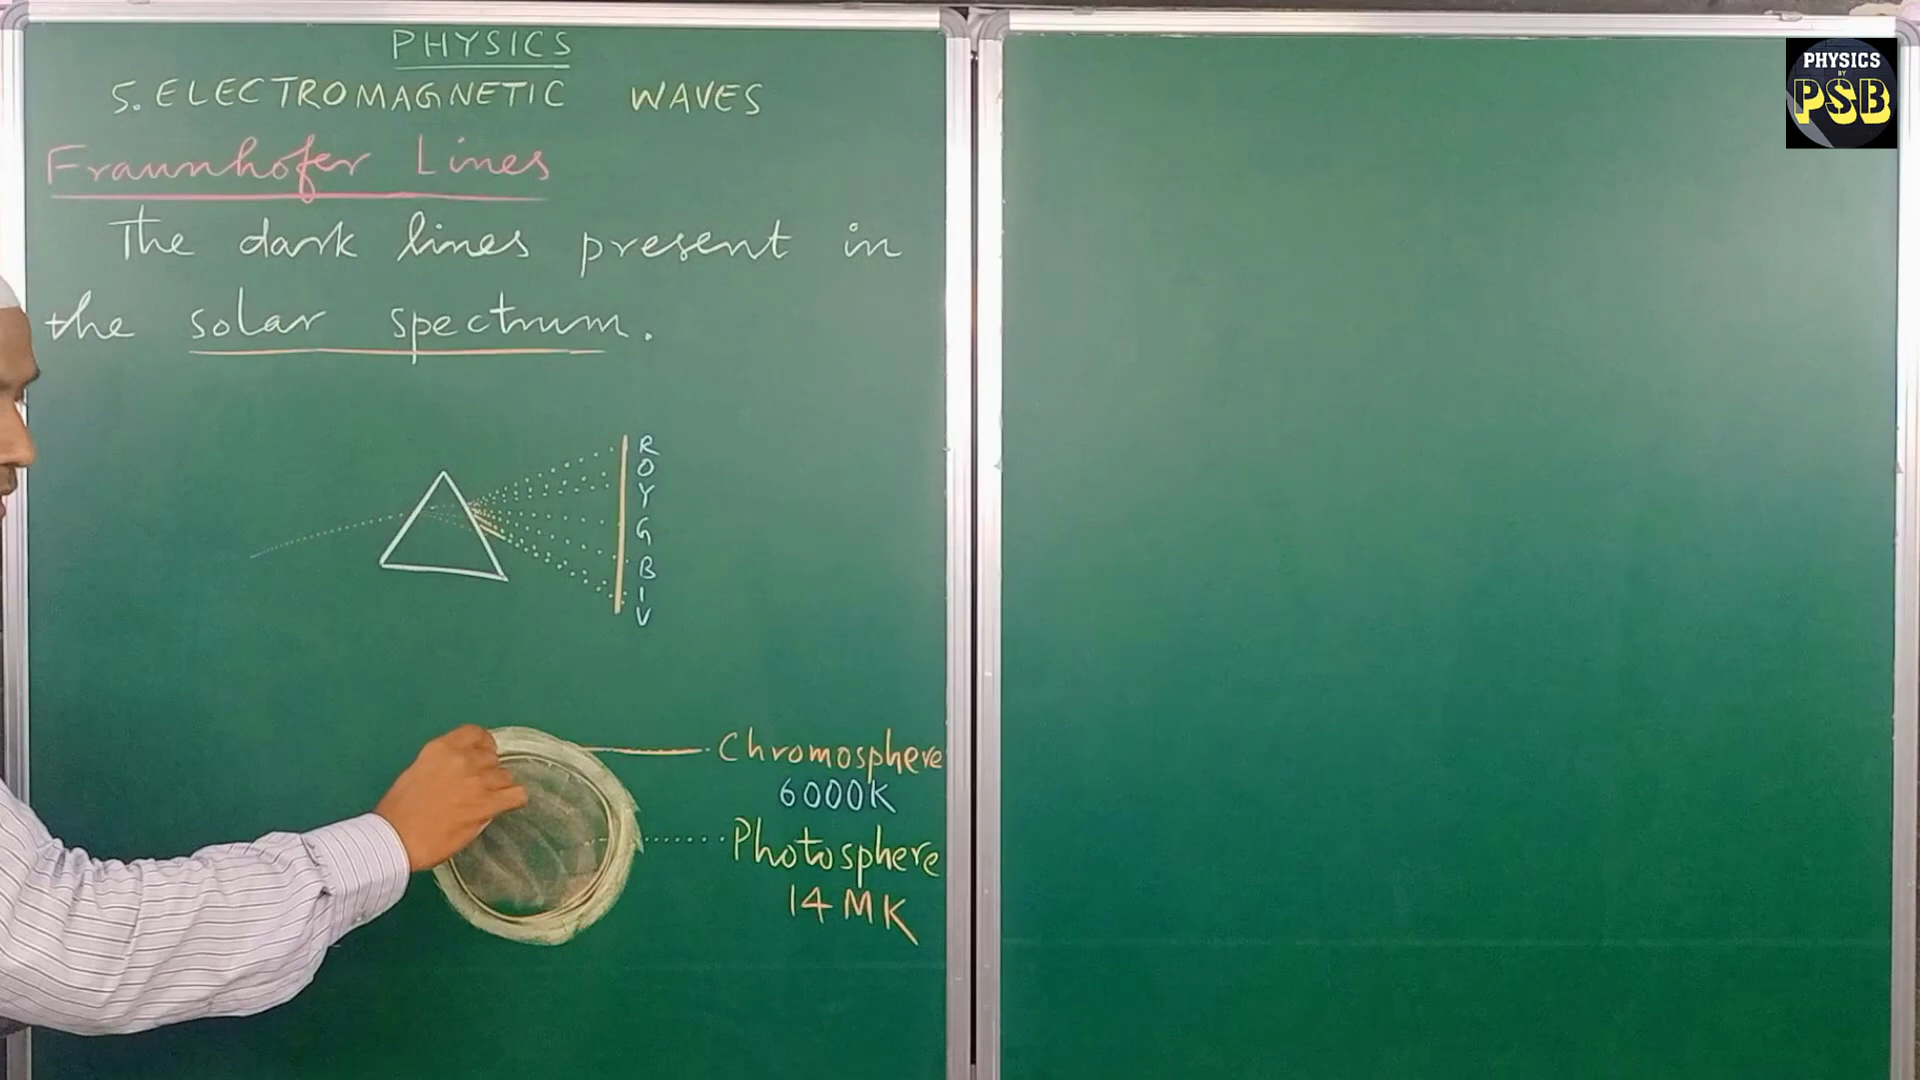 PHYSICS
5. ELECTROMAGNETIC WAVES
Fraunhofer Lines
The dark lines present in
the solar spectrum.
R
O
Y
G
B
I
V
Chromosphere
6000K
Photosphere
14 MK
PHYSICS
BY
PSB